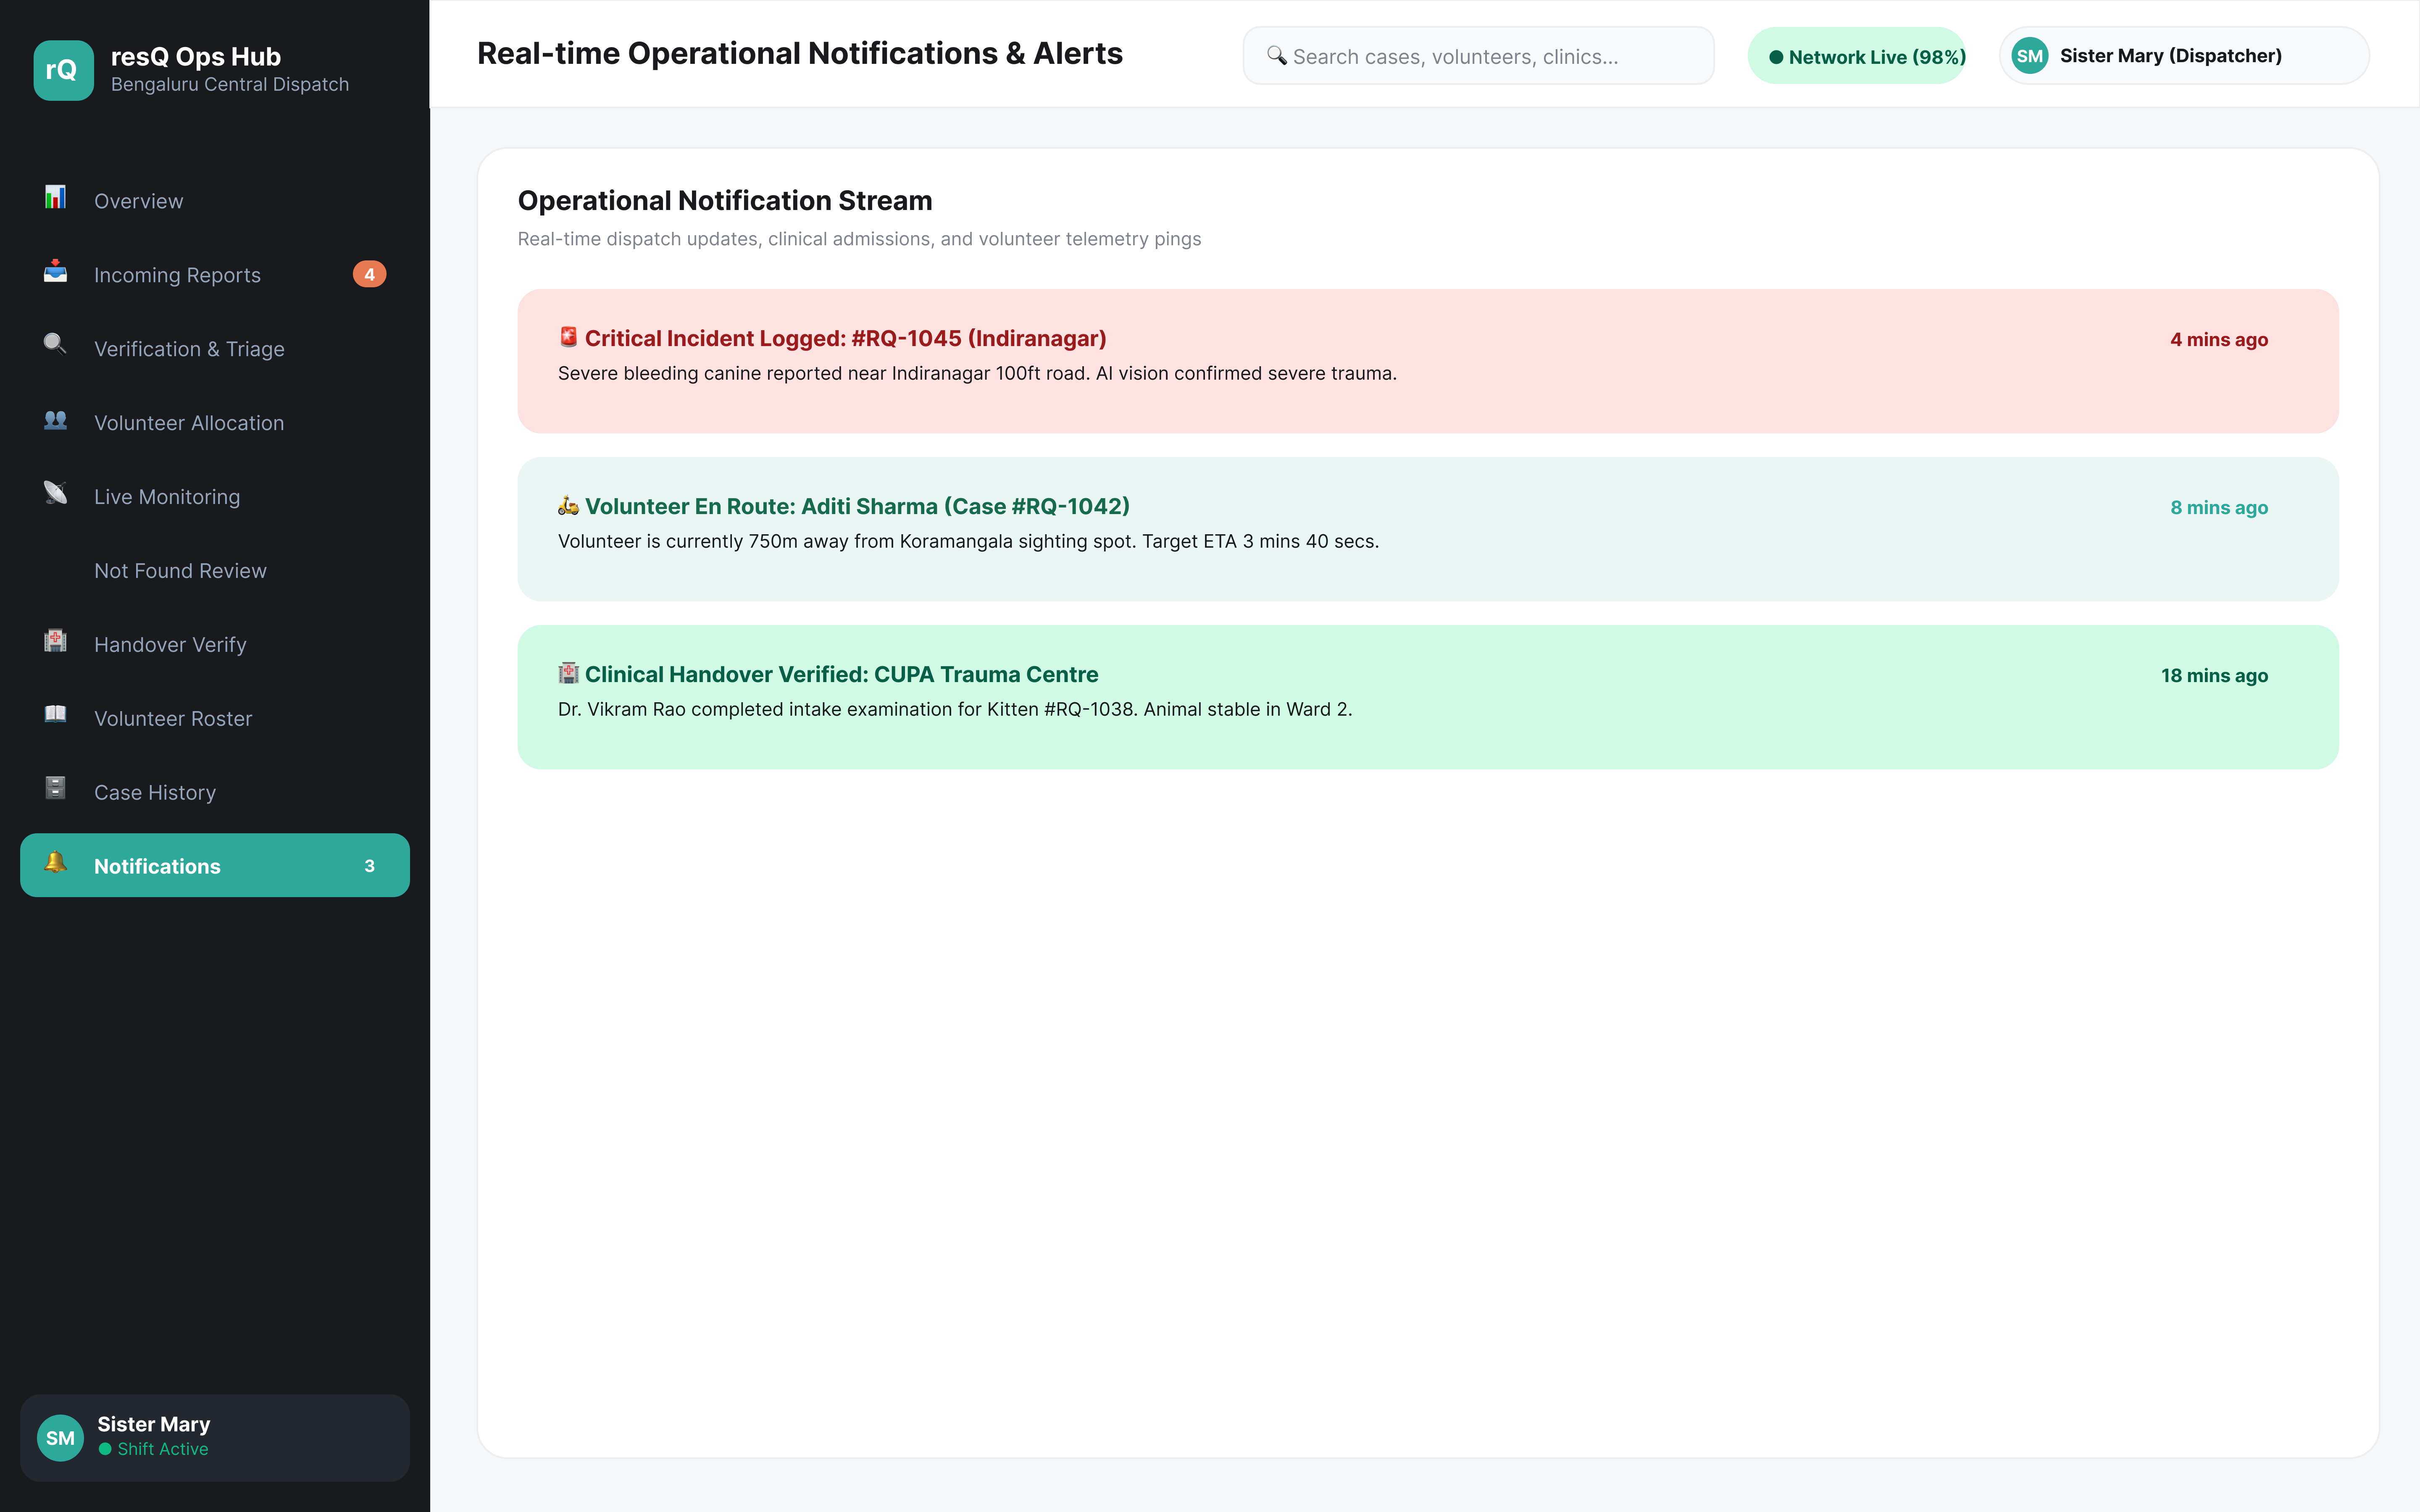 rQ
resQ Ops Hub
Bengaluru Central Dispatch
Overview
Incoming Reports 4
Verification & Triage
Volunteer Allocation
Live Monitoring
Not Found Review
Handover Verify
Volunteer Roster
Case History
Notifications 3
SM
Sister Mary
Shift Active
Real-time Operational Notifications & Alerts
Search cases, volunteers, clinics...
Network Live (98%)
SM
Sister Mary (Dispatcher)
Operational Notification Stream
Real-time dispatch updates, clinical admissions, and volunteer telemetry pings
Critical Incident Logged: #RQ-1045 (Indiranagar)
4 mins ago
Severe bleeding canine reported near Indiranagar 100ft road. AI vision confirmed severe trauma.
Volunteer En Route: Aditi Sharma (Case #RQ-1042)
8 mins ago
Volunteer is currently 750m away from Koramangala sighting spot. Target ETA 3 mins 40 secs.
Clinical Handover Verified: CUPA Trauma Centre
18 mins ago
Dr. Vikram Rao completed intake examination for Kitten #RQ-1038. Animal stable in Ward 2.